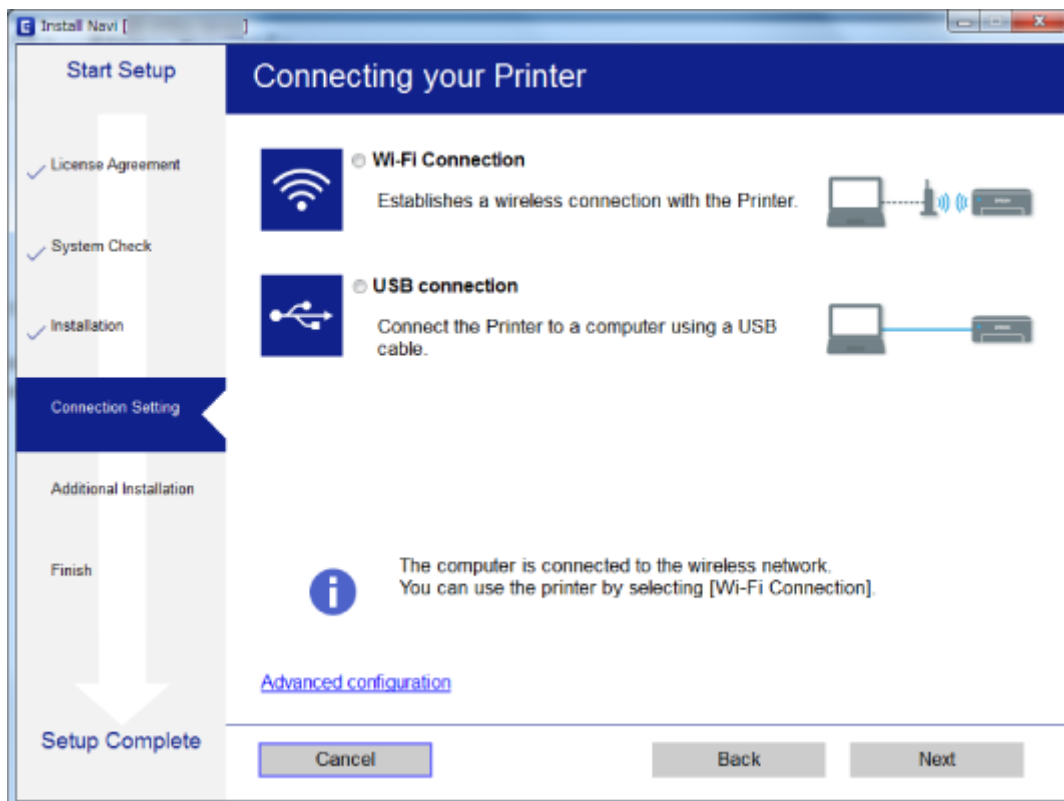 Install Navi [ ]
Start Setup
Connecting your Printer
License Agreement
System Check
Installation
Connection Setting
Additional Installation
Finish
Setup Complete
Wi-Fi Connection
Establishes a wireless connection with the Printer.
USB connection
Connect the Printer to a computer using a USB
cable.
The computer is connected to the wireless network.
You can use the printer by selecting [Wi-Fi Connection].
Advanced configuration
Cancel
Back
Next